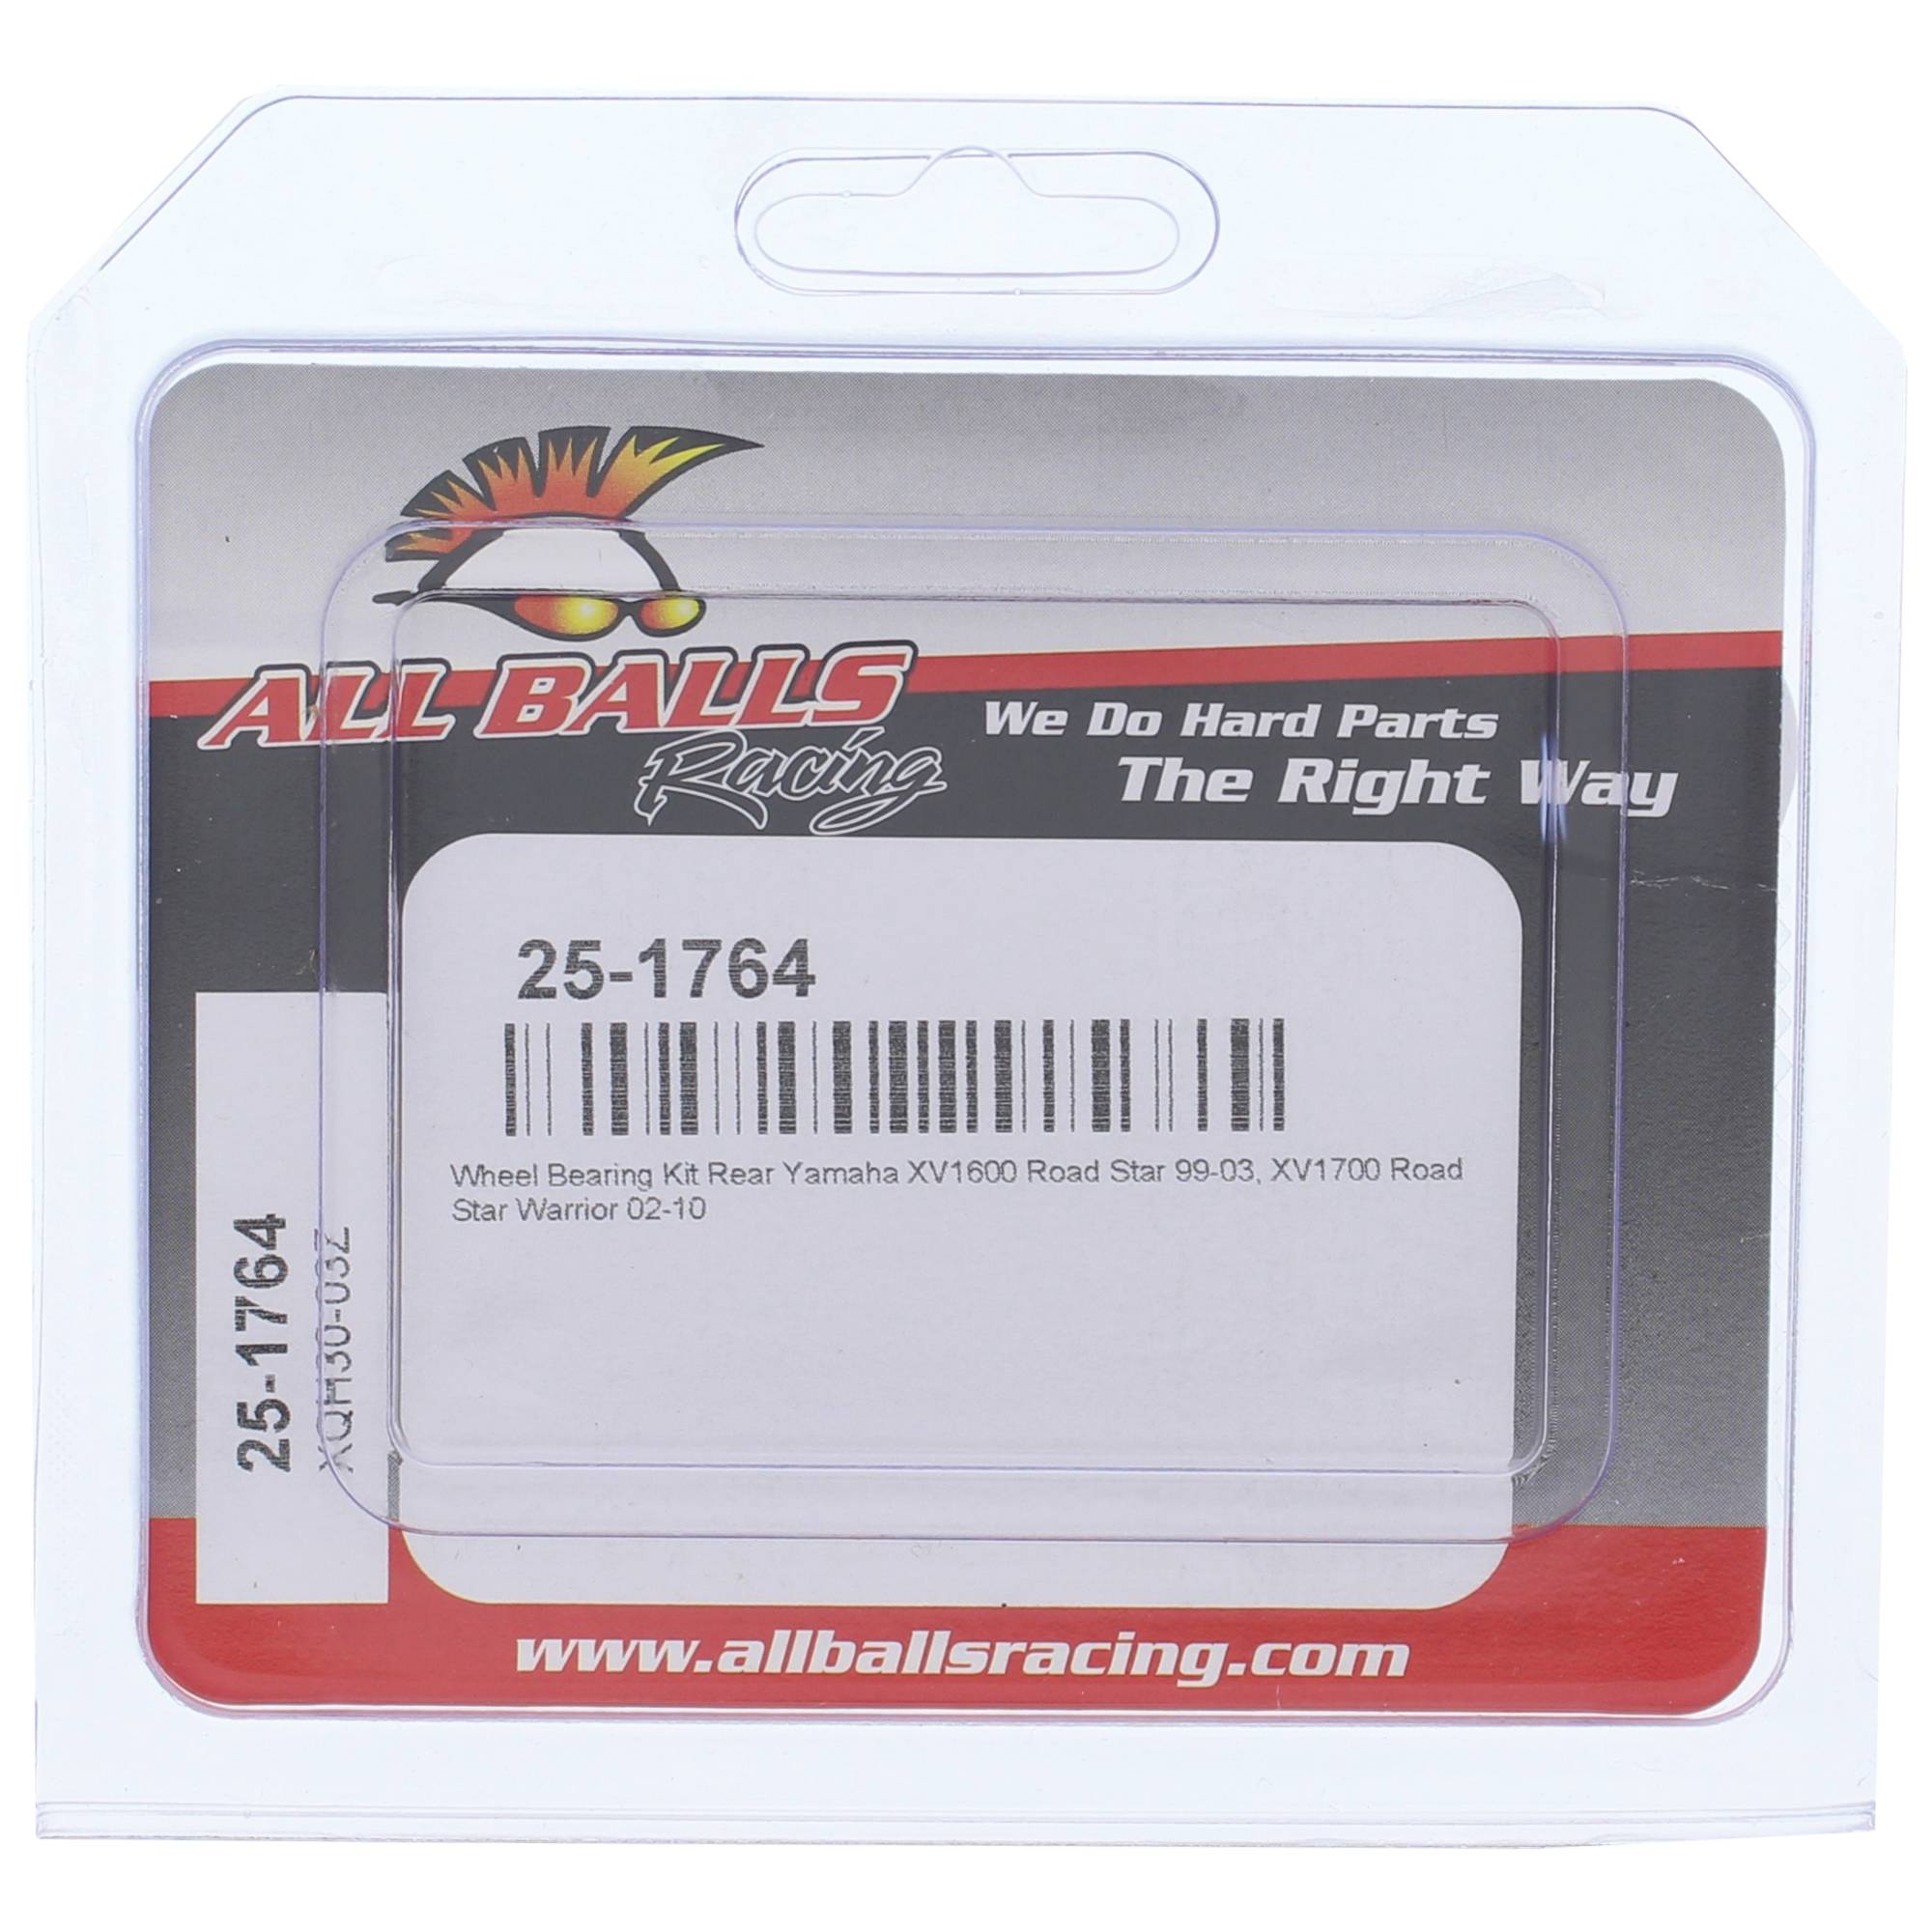 ALL BALLS
Racing
We Do Hard Parts
The Right Way
25-1764
Wheel Bearing Kit Rear Yamaha XV1600 Road Star 99-03, XV1700 Road
Star Warrior 02-10
25-1764
www.allballsracing.com